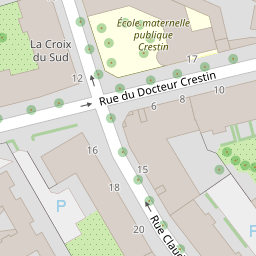 École maternelle
publique
Crestin
La Croix
du Sud
17
12
Rue du Docteur Crestin
6
8
10
16
15
18
P
P
Rue Claud
20